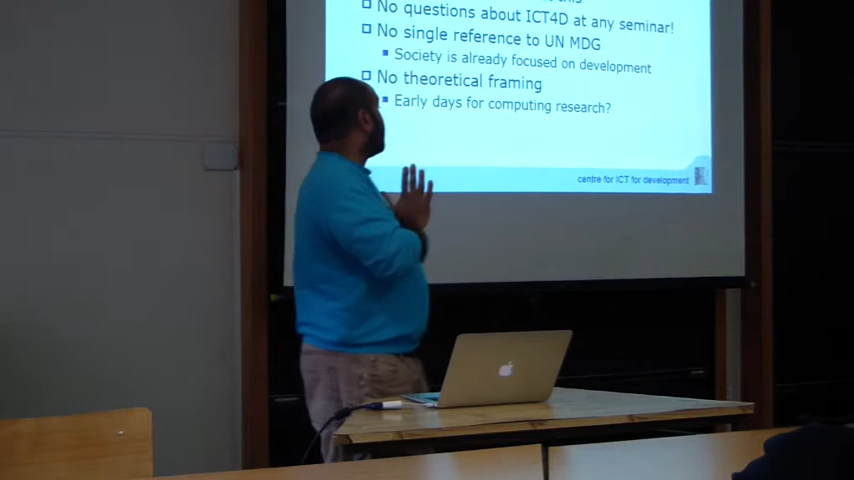 No questions about ICT4D at any seminar!
No single reference to UN MDG
Society is already focused on development
No theoretical framing
Early days for computing research?
centre for ICT for development